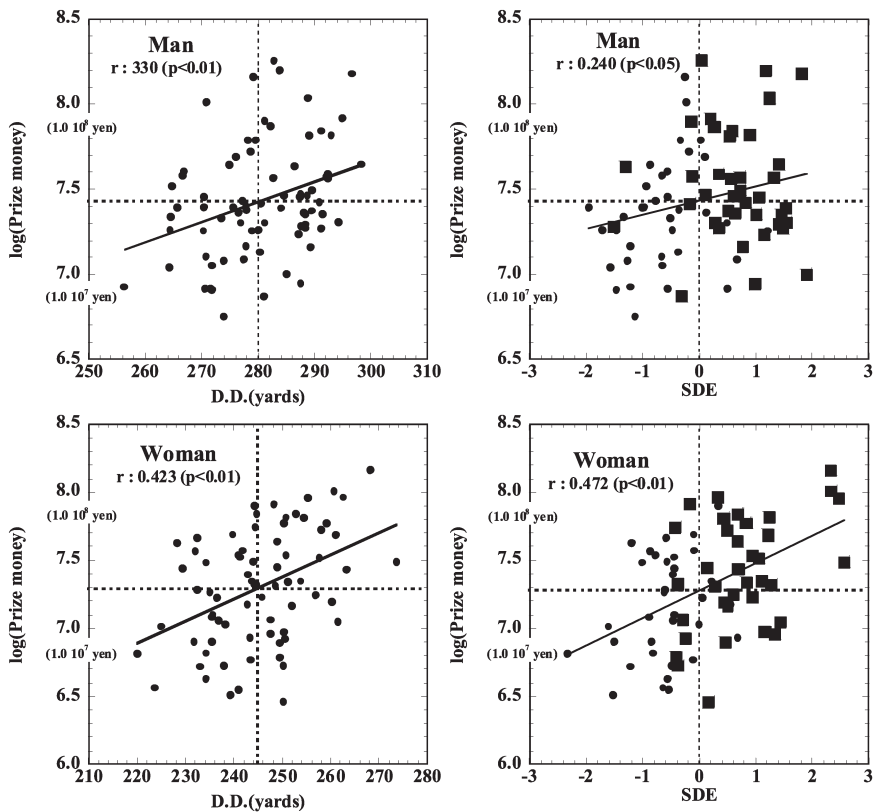 8.5
8.0
7.5
7.0
6.5
Man
r : 330 (p<0.01)
(1.0 10⁸ yen)
(1.0 10⁷ yen)
log(Prize money)
250 260 270 280 290 300 310
D.D.(yards)
8.5
8.0
7.5
7.0
6.5
Man
r : 0.240 (p<0.05)
(1.0 10⁸ yen)
(1.0 10⁷ yen)
log(Prize money)
-3 -2 -1 0 1 2 3
SDE
8.5
8.0
7.5
7.0
6.5
6.0
Woman
r : 0.423 (p<0.01)
(1.0 10⁸ yen)
(1.0 10⁷ yen)
log(Prize money)
210 220 230 240 250 260 270 280
D.D.(yards)
8.5
8.0
7.5
7.0
6.5
6.0
Woman
r : 0.472 (p<0.01)
(1.0 10⁸ yen)
(1.0 10⁷ yen)
log(Prize money)
-3 -2 -1 0 1 2 3
SDE